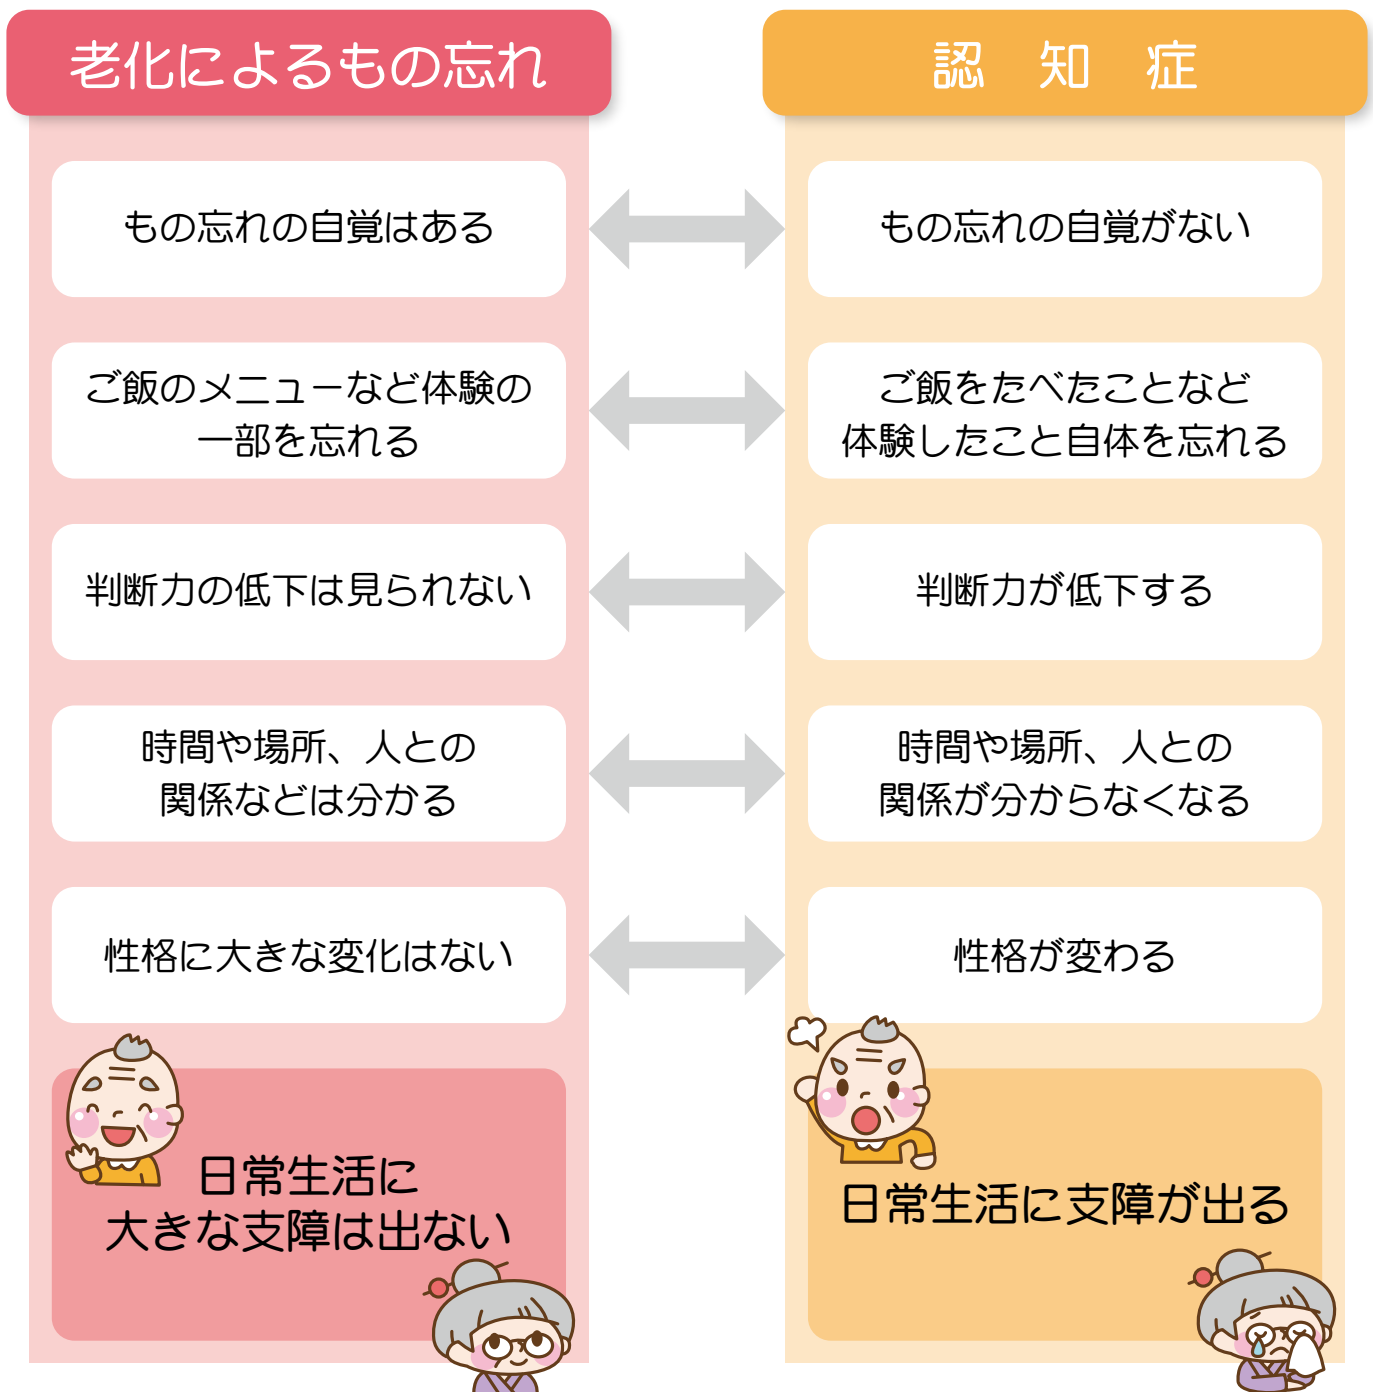 老化によるもの忘れ
認 知 症
もの忘れの自覚はある
もの忘れの自覚がない
ご飯のメニューなど体験の
一部を忘れる
ご飯をたべたことなど
体験したこと自体を忘れる
判断力の低下は見られない
判断力が低下する
時間や場所、人との
関係などは分かる
時間や場所、人との
関係が分からなくなる
性格に大きな変化はない
性格が変わる
日常生活に
大きな支障は出ない
日常生活に支障が出る